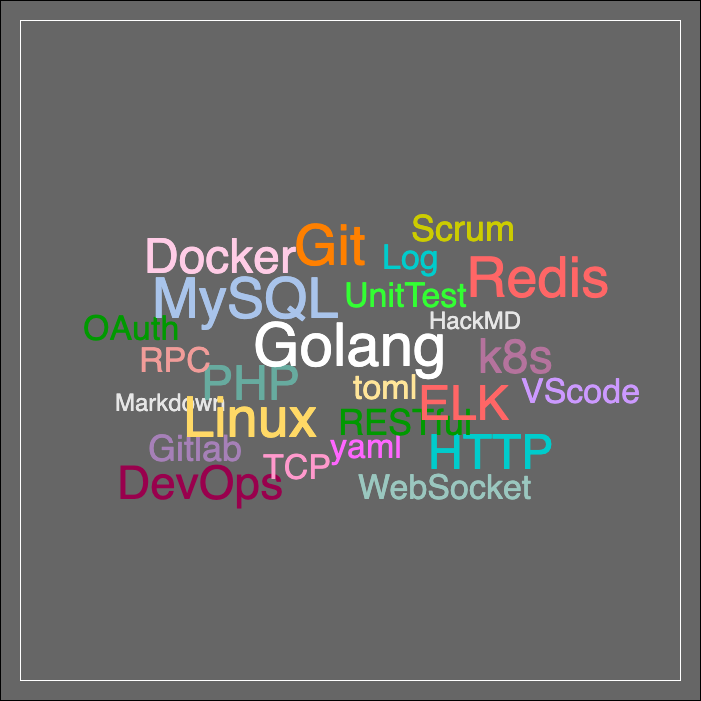 Scrum
Git
Docker
Log
Redis
UnitTest
MySQL
HackMD
OAuth
Golang
RPC
k8s
PHP
toml
VScode
Markdown
ELK
Linux
RESTful
Gitlab
yaml
HTTP
TCP
DevOps
WebSocket